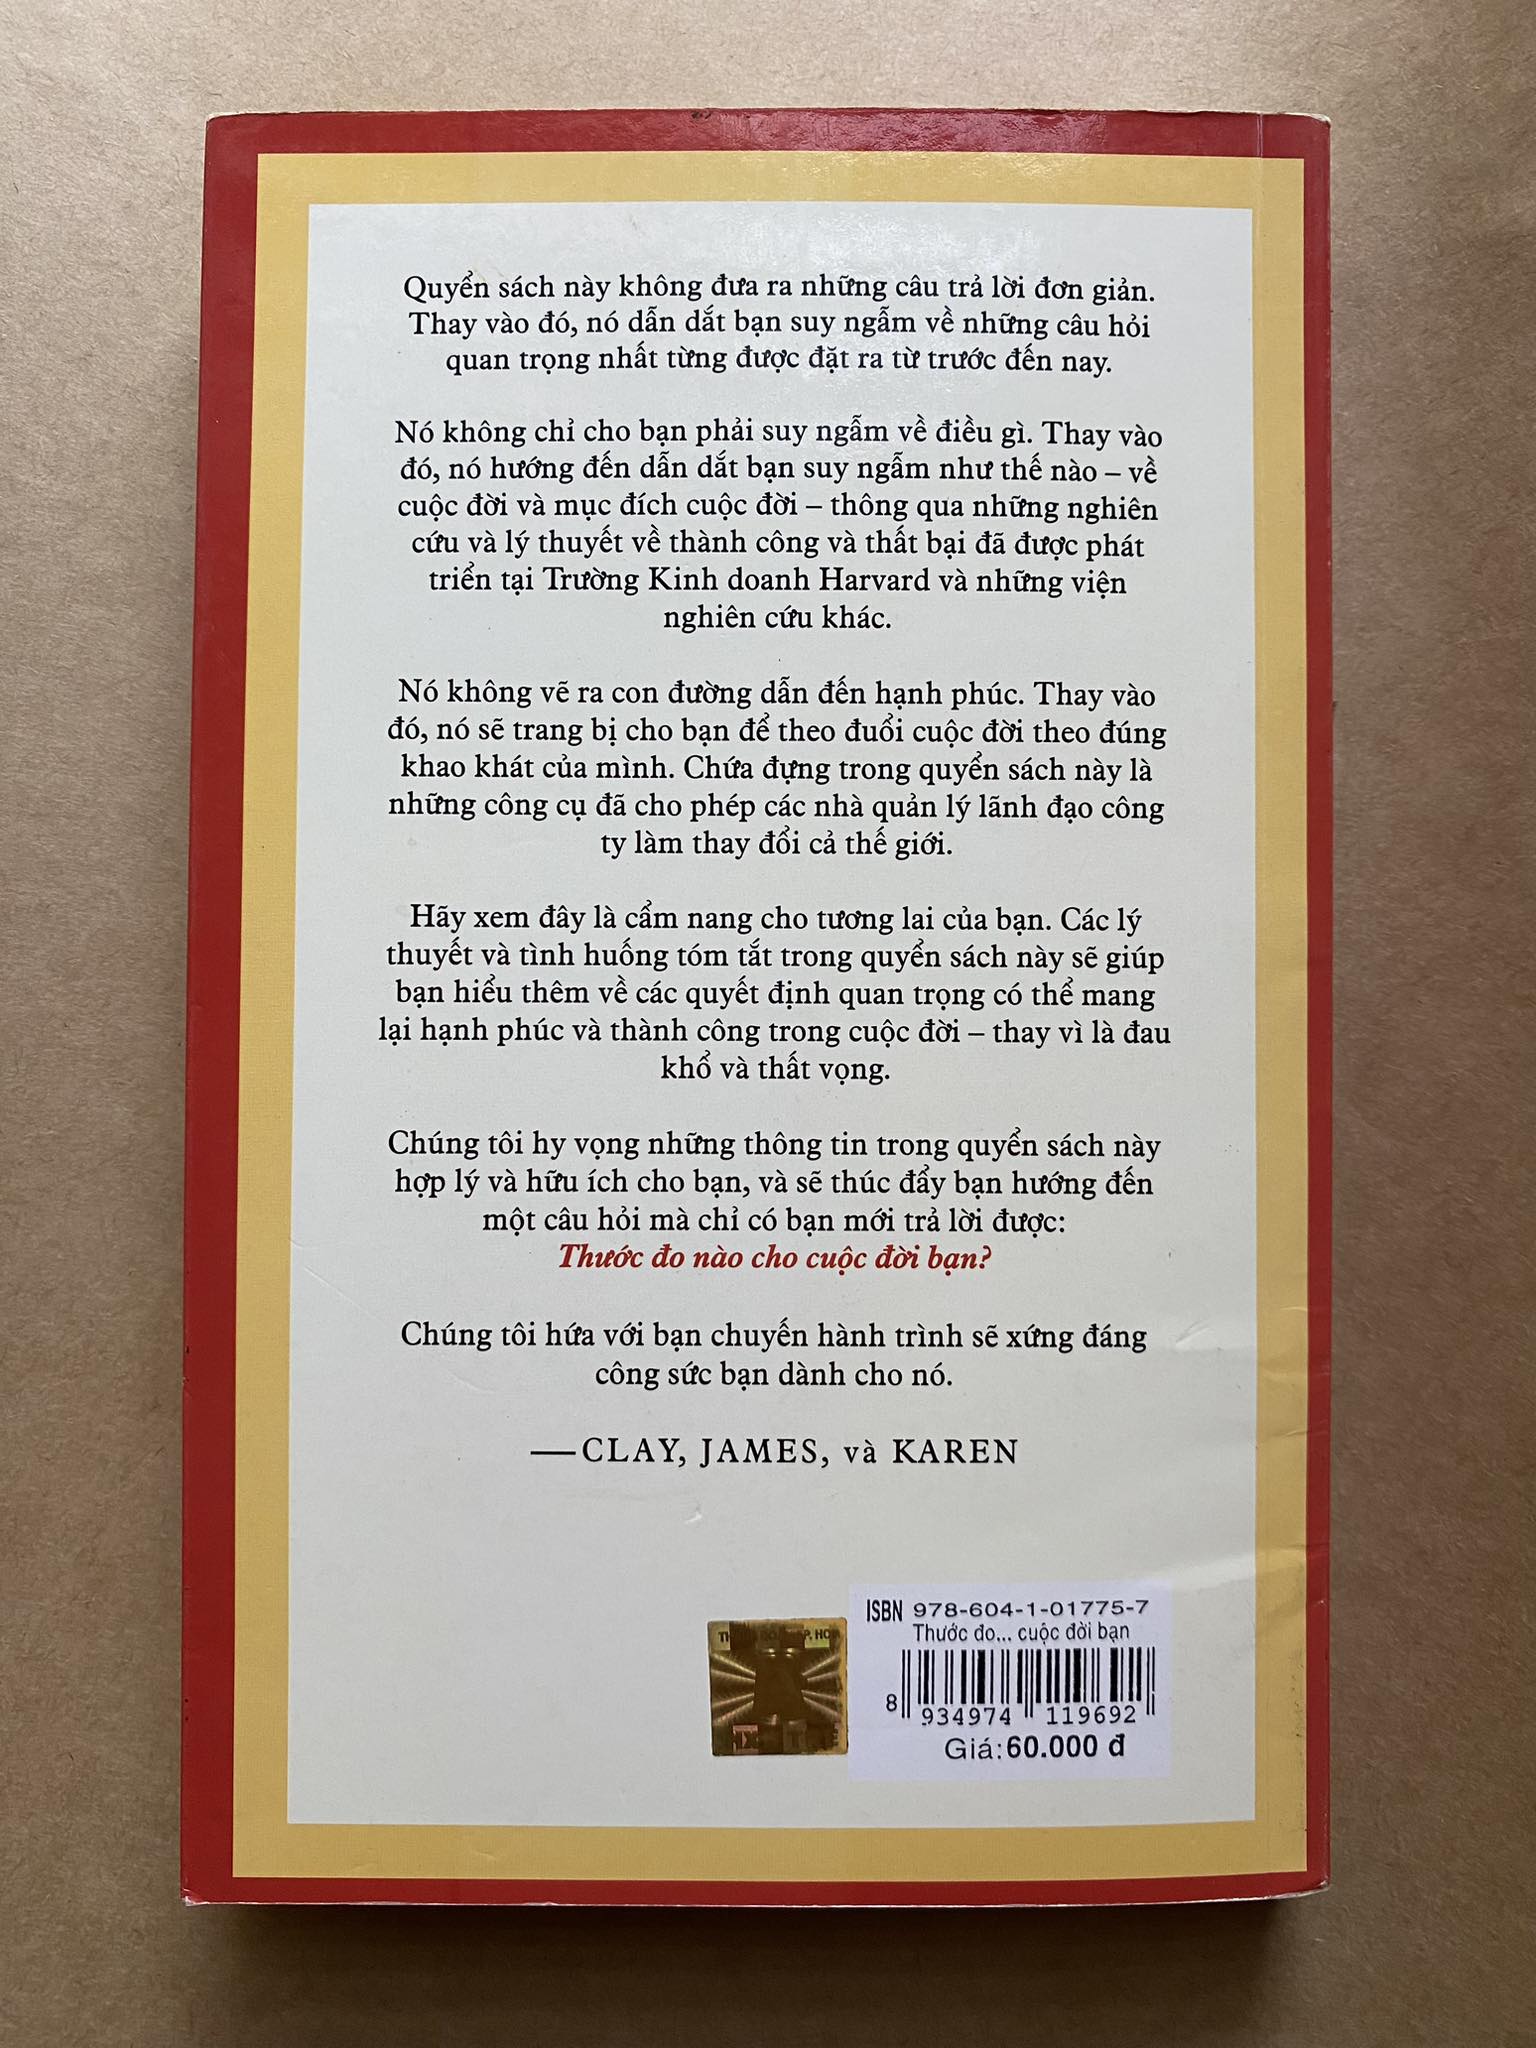 Quyển sách này không đưa ra những câu trả lời đơn giản.
Thay vào đó, nó dẫn dắt bạn suy ngẫm về những câu hỏi
quan trọng nhất từng được đặt ra từ trước đến nay.
Nó không chỉ cho bạn phải suy ngẫm về điều gì. Thay vào
đó, nó hướng đến dẫn dắt bạn suy ngẫm như thế nào – về
cuộc đời và mục đích cuộc đời – thông qua những nghiên
cứu và lý thuyết về thành công và thất bại đã được phát
triển tại Trường Kinh doanh Harvard và những viện
nghiên cứu khác.
Nó không vẽ ra con đường dẫn đến hạnh phúc. Thay vào
đó, nó sẽ trang bị cho bạn để theo đuổi cuộc đời theo đúng
khao khát của mình. Chứa đựng trong quyển sách này là
những công cụ đã cho phép các nhà quản lý lãnh đạo công
ty làm thay đổi cả thế giới.
Hãy xem đây là cẩm nang cho tương lai của bạn. Các lý
thuyết và tình huống tóm tắt trong quyển sách này sẽ giúp
bạn hiểu thêm về các quyết định quan trọng có thể mang
lại hạnh phúc và thành công trong cuộc đời – thay vì là đau
khổ và thất vọng.
Chúng tôi hy vọng những thông tin trong quyển sách này
hợp lý và hữu ích cho bạn, và sẽ thúc đẩy bạn hướng đến
một câu hỏi mà chỉ có bạn mới trả lời được:
Thước đo nào cho cuộc đời bạn?
Chúng tôi hứa với bạn chuyến hành trình sẽ xứng đáng
công sức bạn dành cho nó.
—CLAY, JAMES, và KAREN
ISBN 978-604-1-01775-7
Thước đo... cuộc đời bạn
8 934974 119692
Giá: 60.000 đ